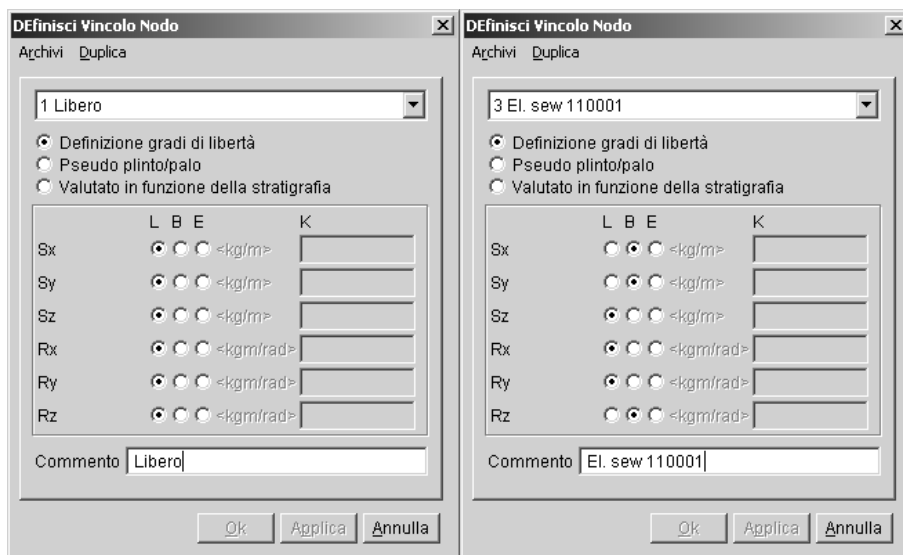 DEfinisci Vincolo Nodo
Archivi Duplica
1 Libero
Definizione gradi di libertà
Pseudo plinto/palo
Valutato in funzione della stratigrafia
L B E K
Sx <kg/m>
Sy <kg/m>
Sz <kg/m>
Rx <kgm/rad>
Ry <kgm/rad>
Rz <kgm/rad>
Commento Libero
Ok Applica Annulla
DEfinisci Vincolo Nodo
Archivi Duplica
3 El. sew 110001
Definizione gradi di libertà
Pseudo plinto/palo
Valutato in funzione della stratigrafia
L B E K
Sx <kg/m>
Sy <kg/m>
Sz <kg/m>
Rx <kgm/rad>
Ry <kgm/rad>
Rz <kgm/rad>
Commento El. sew 110001
Ok Applica Annulla